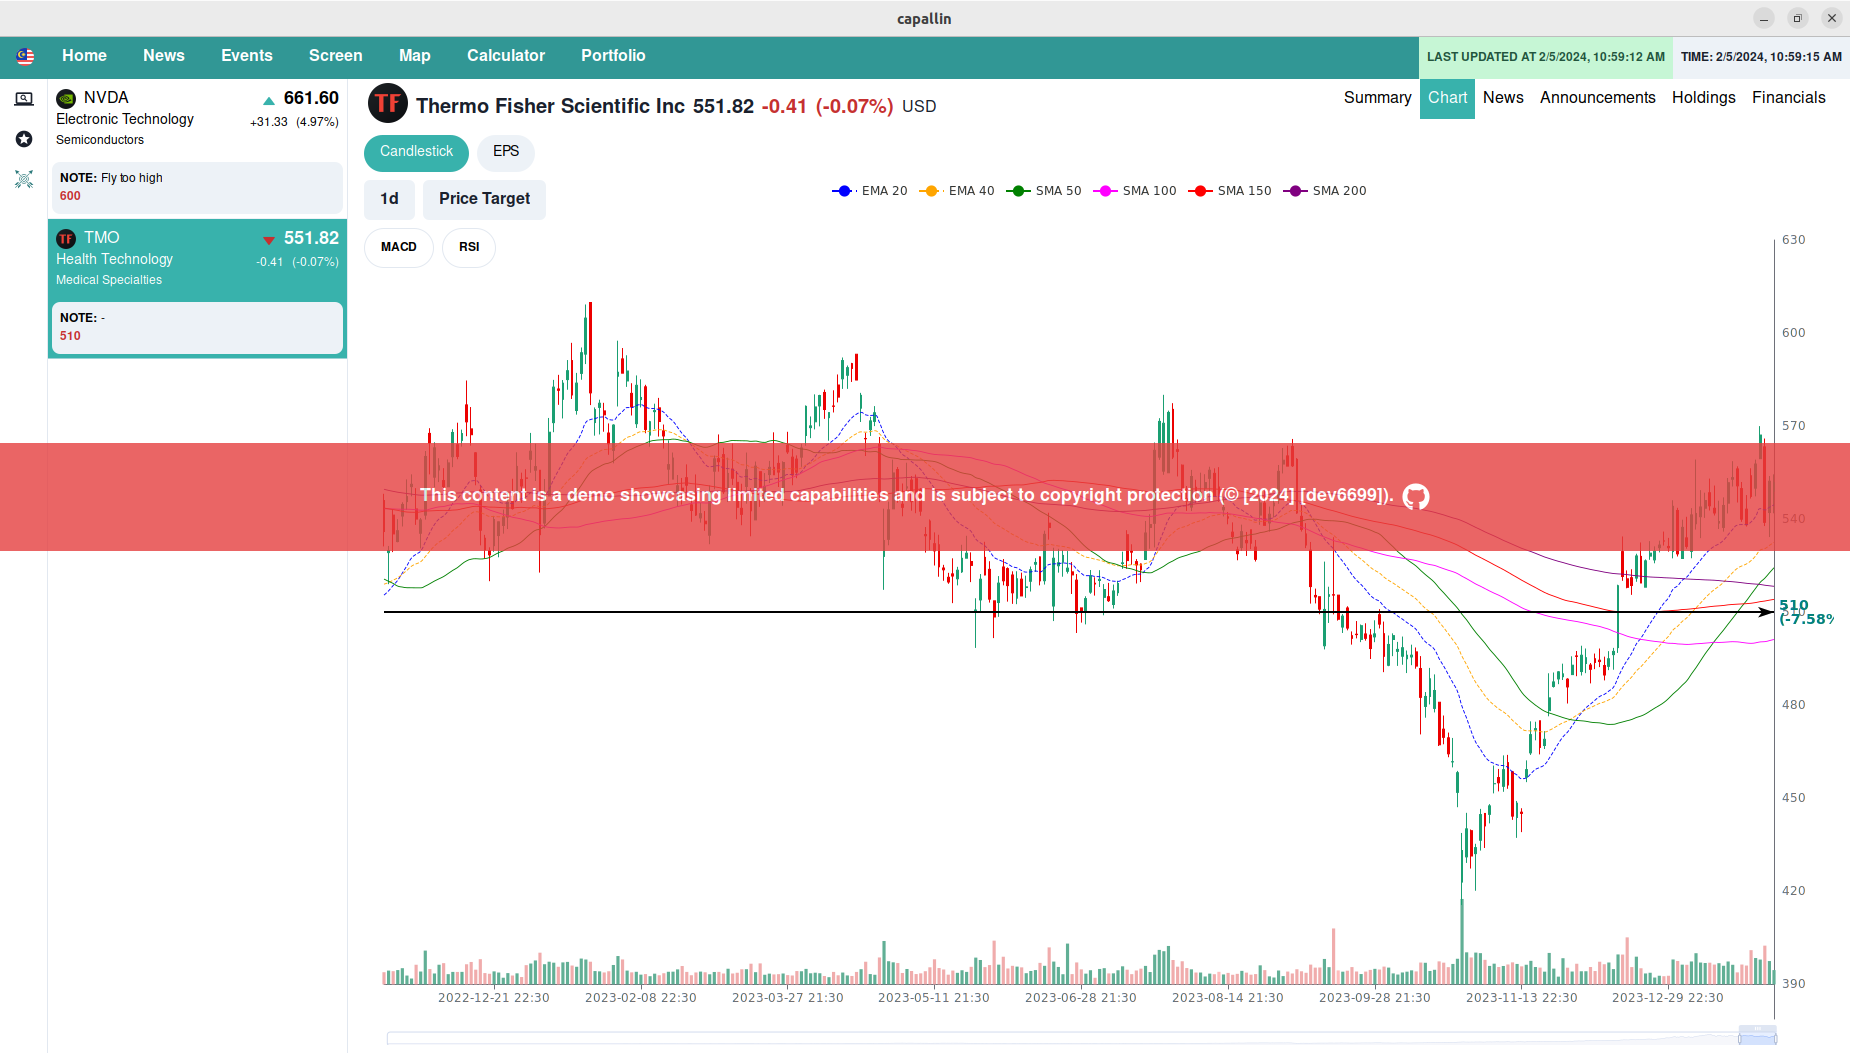 capallin
Home News Events Screen Map Calculator Portfolio
LAST UPDATED AT 2/5/2024, 10:59:12 AM TIME: 2/5/2024, 10:59:15 AM
NVDA 661.60
Electronic Technology +31.33 (4.97%)
Semiconductors
NOTE: Fly too high
600
TMO 551.82
Health Technology -0.41 (-0.07%)
Medical Specialties
NOTE: -
510
TF Thermo Fisher Scientific Inc 551.82 -0.41 (-0.07%) USD
Summary Chart News Announcements Holdings Financials
Candlestick EPS
1d Price Target
MACD RSI
EMA 20 EMA 40 SMA 50 SMA 100 SMA 150 SMA 200
630
600
570
This content is a demo showcasing limited capabilities and is subject to copyright protection (© [2024] [dev6699]).
540
510
(-7.58%
480
450
420
390
2022-12-21 22:30 2023-02-08 22:30 2023-03-27 21:30 2023-05-11 21:30 2023-06-28 21:30 2023-08-14 21:30 2023-09-28 21:30 2023-11-13 22:30 2023-12-29 22:30